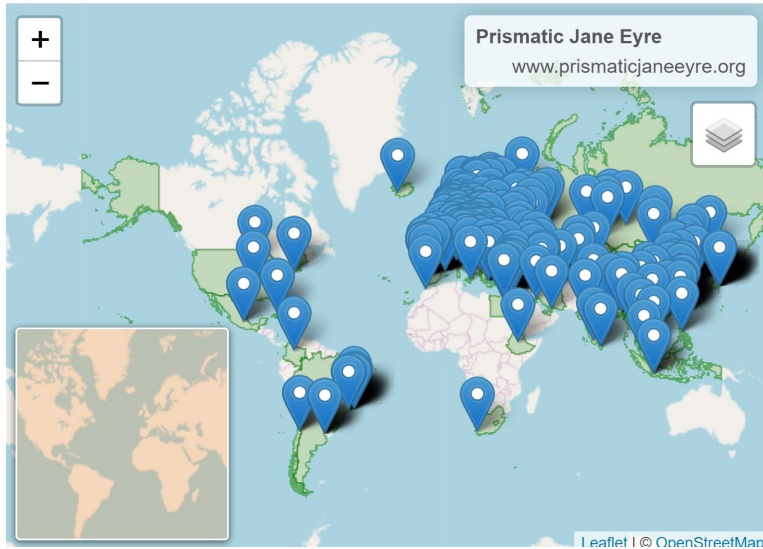 +
−
Prismatic Jane Eyre
www.prismaticjaneeyre.org
Leaflet | © OpenStreetMap